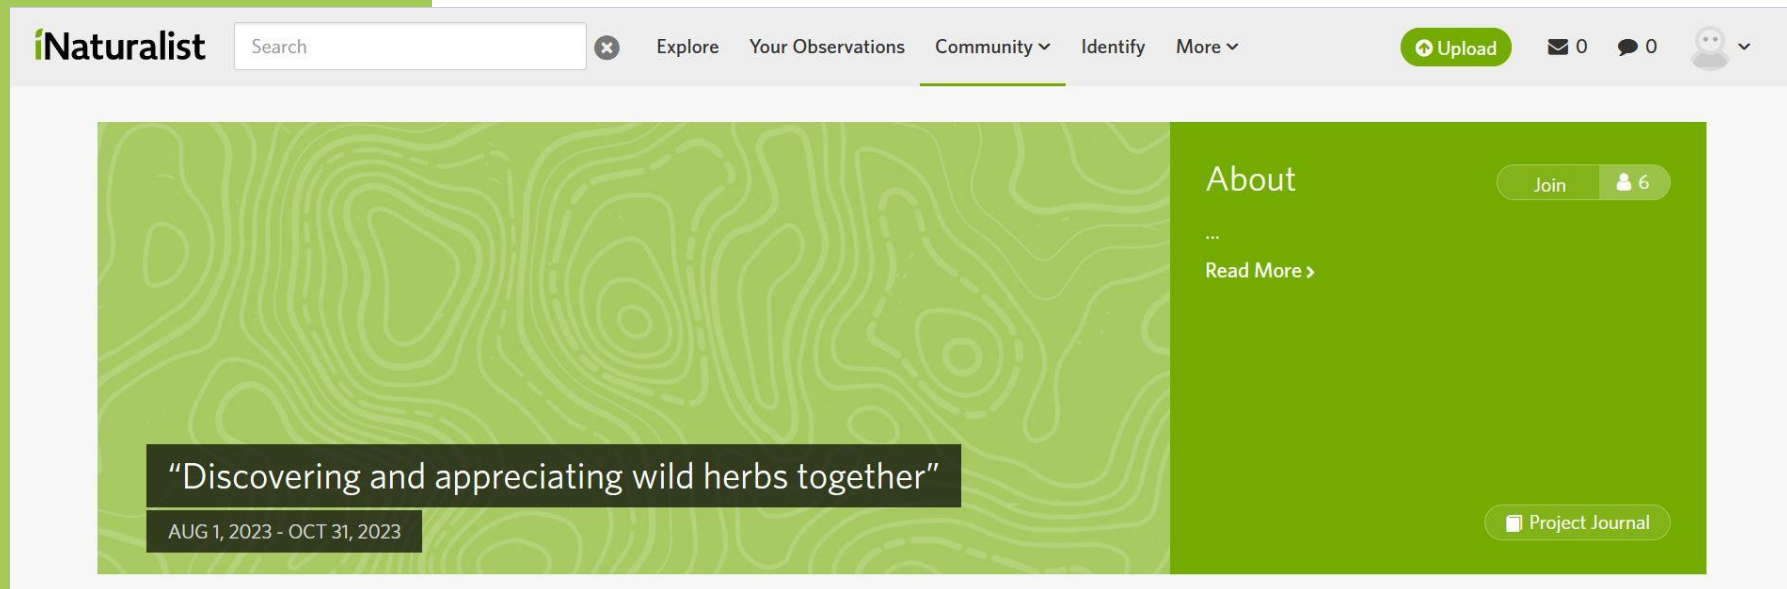 iNaturalist Search Explore Your Observations Community Identify More Upload 0 0
About Join 6
...
Read More
“Discovering and appreciating wild herbs together”
AUG 1, 2023 - OCT 31, 2023
Project Journal